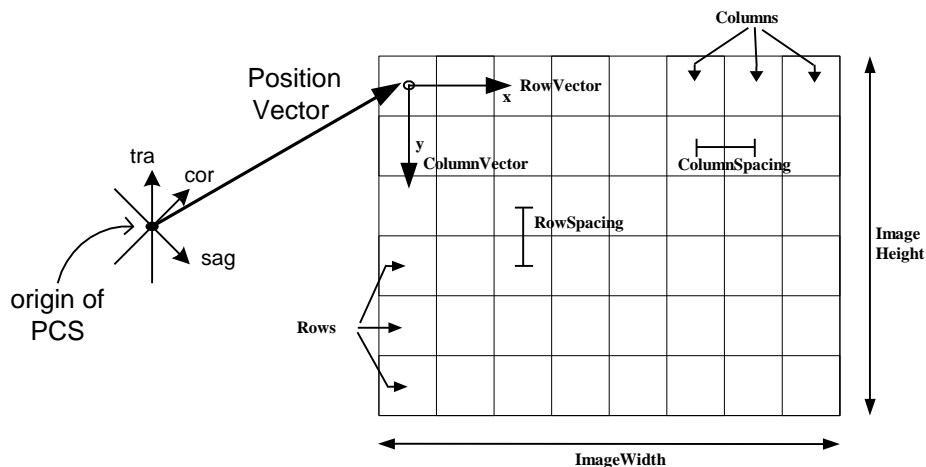 Columns
Position
Vector
RowVector
x
y
ColumnVector
ColumnSpacing
tra
cor
sag
RowSpacing
Image
Height
origin of
PCS
Rows
ImageWidth